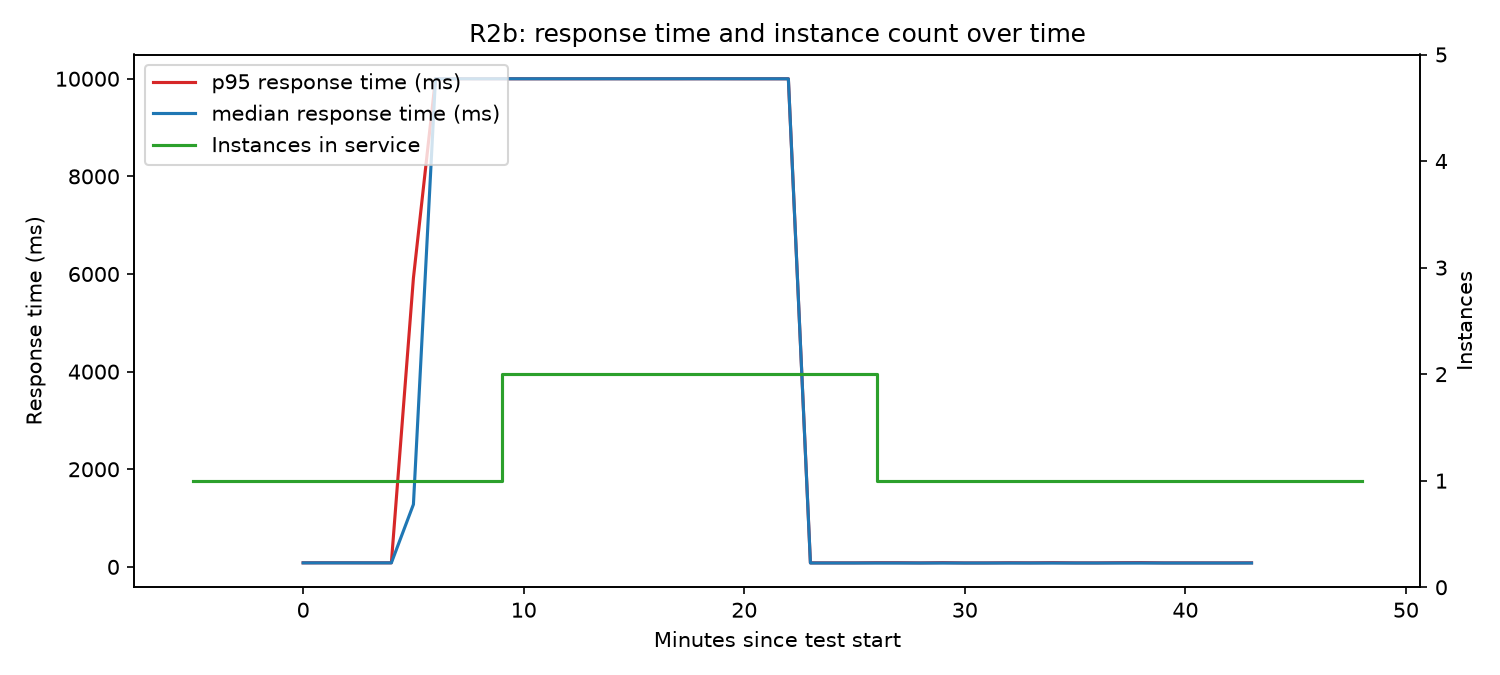 R2b: response time and instance count over time
p95 response time (ms)
median response time (ms)
Instances in service
Response time (ms)
10000
8000
6000
4000
2000
0
5
4
3
2
1
0
Instances
0 10 20 30 40 50
Minutes since test start